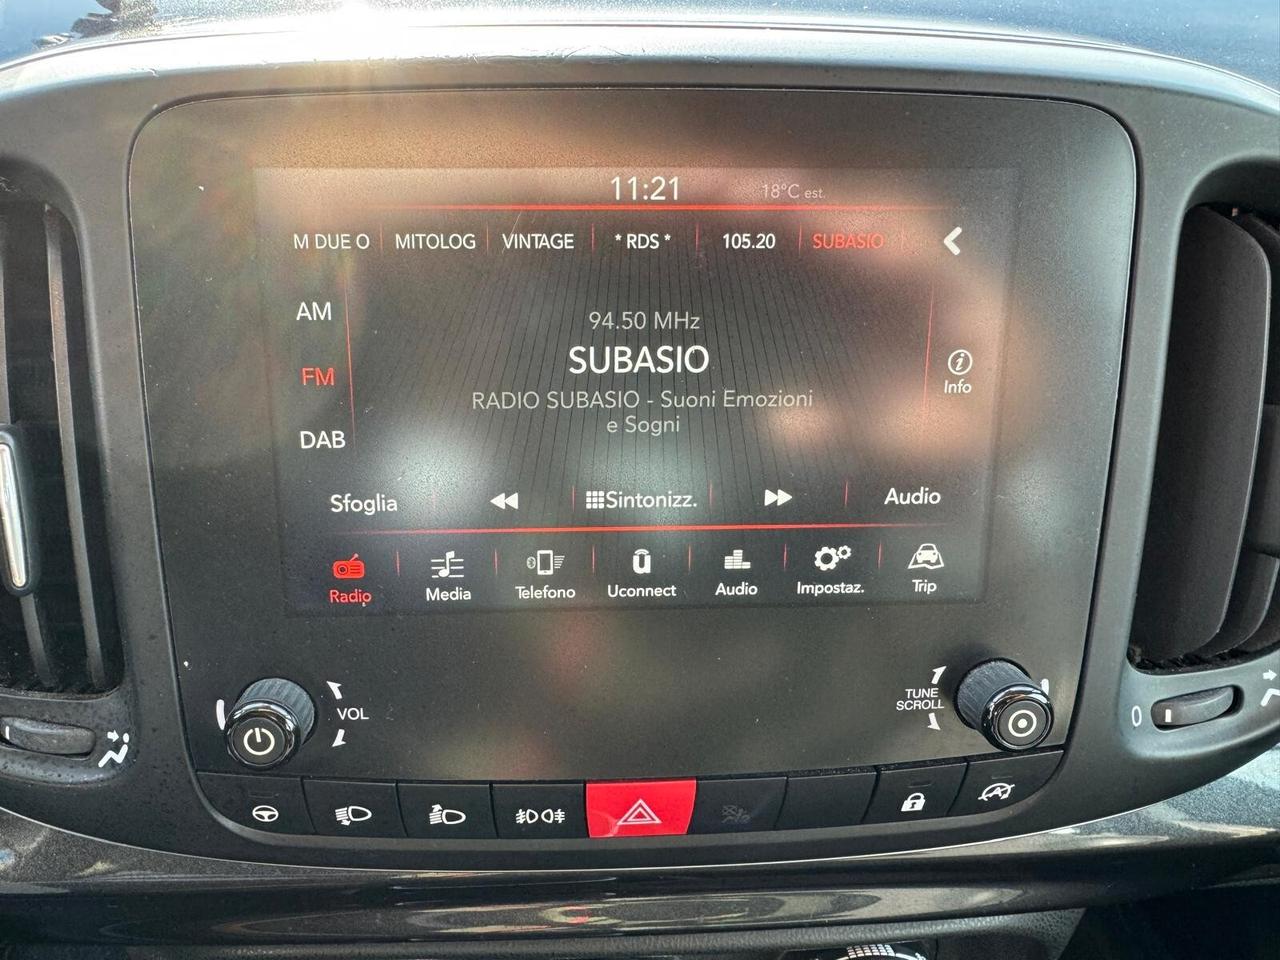 11:21 18°C est.
M DUE O MITOLOG VINTAGE * RDS * 105.20 SUBASIO
AM
94.50 MHz
SUBASIO
FM
Info
RADIO SUBASIO - Suoni Emozioni
e Sogni
DAB
Sfoglia Sintonizz. Audio
Radio Media Telefono Uconnect Audio Impostaz. Trip
VOL
TUNE
SCROLL
0